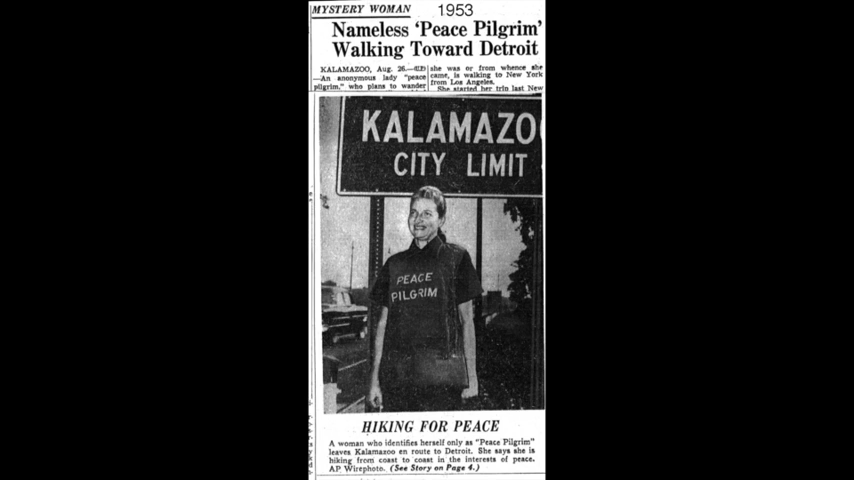 MYSTERY WOMAN
1953
Nameless 'Peace Pilgrim'
Walking Toward Detroit
KALAMAZOO, Aug. 26.—(UP)
—An anonymous lady "peace
pilgrim," who plans to wander
she was or from whence she
came, is walking to New York
from Los Angeles.
She started her trip last New
KALAMAZO
CITY LIMIT
PEACE
PILGRIM
HIKING FOR PEACE
A woman who identifies herself only as "Peace Pilgrim"
leaves Kalamazoo en route to Detroit. She says she is
hiking from coast to coast in the interests of peace.
AP Wirephoto. (See Story on Page 4.)